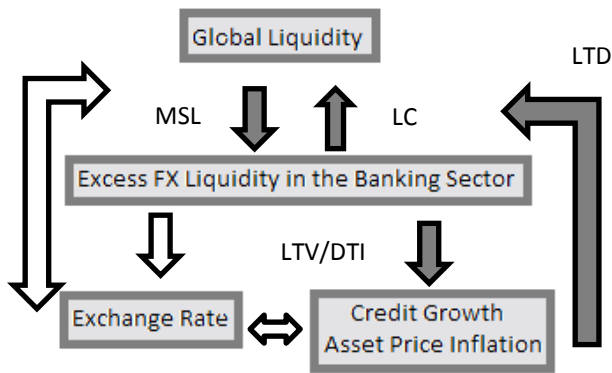 Global Liquidity
LTD
MSL
LC
Excess FX Liquidity in the Banking Sector
LTV/DTI
Exchange Rate
Credit Growth
Asset Price Inflation